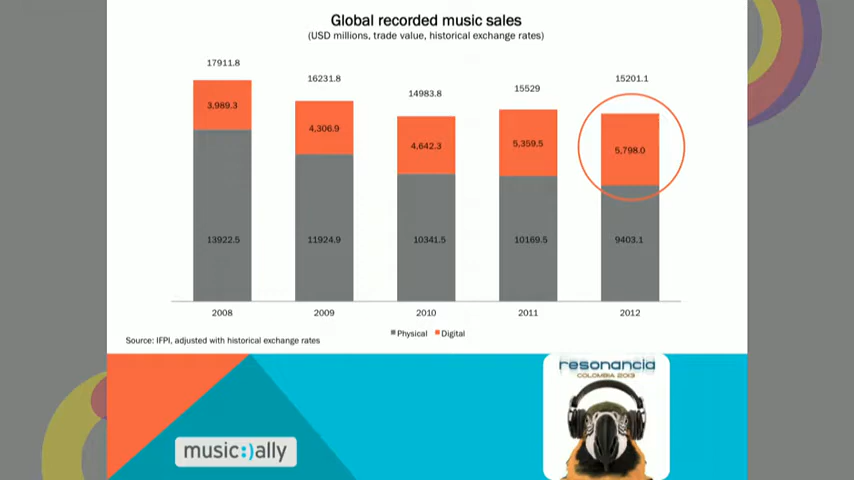 Global recorded music sales
(USD millions, trade value, historical exchange rates)
17911.8
16231.8
14983.8
15529
15201.1
3,989.3
4,306.9
4,642.3
5,359.5
5,798.0
13922.5
11924.9
10341.5
10169.5
9403.1
2008
2009
2010
2011
2012
Physical
Digital
Source: IFPI, adjusted with historical exchange rates
resonancia
COLOMBIA 2013
music:)ally